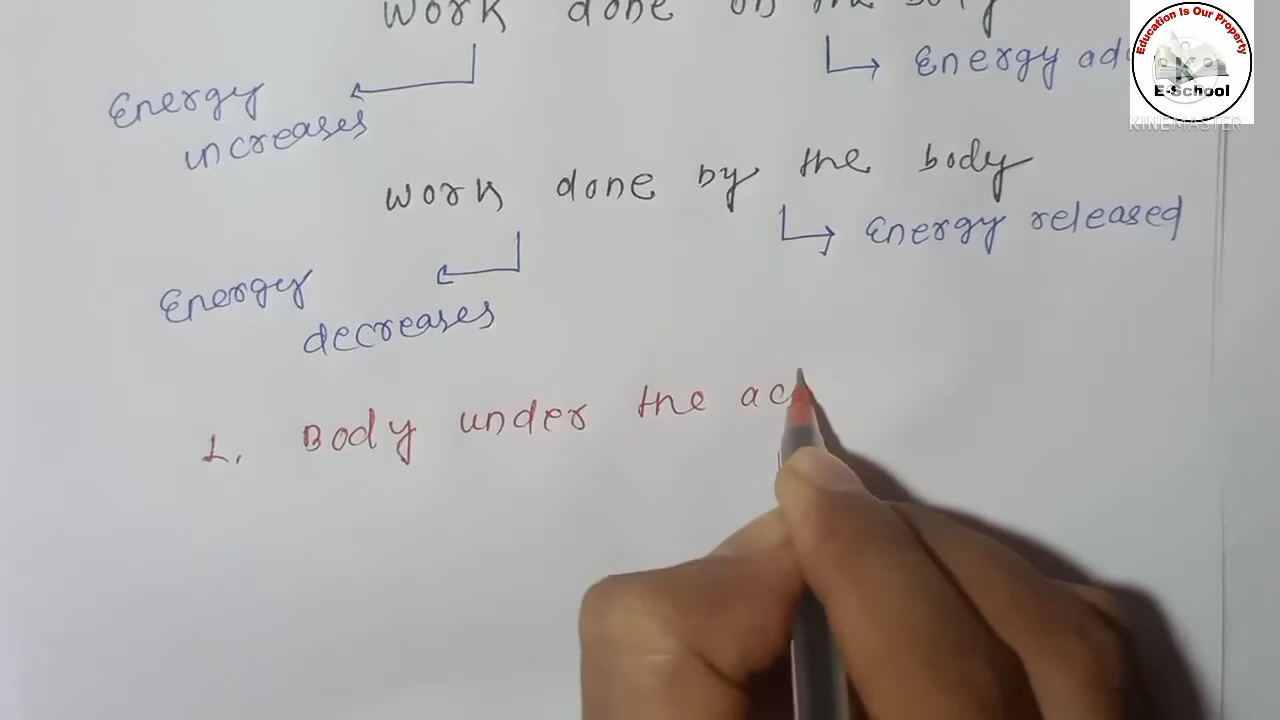 work done on the body
Energy
increases
Energy
work done by the body
Energy released
Energy
decreases
1. Body under the ac
Education Is Our Property
E-School
KINEMASTER